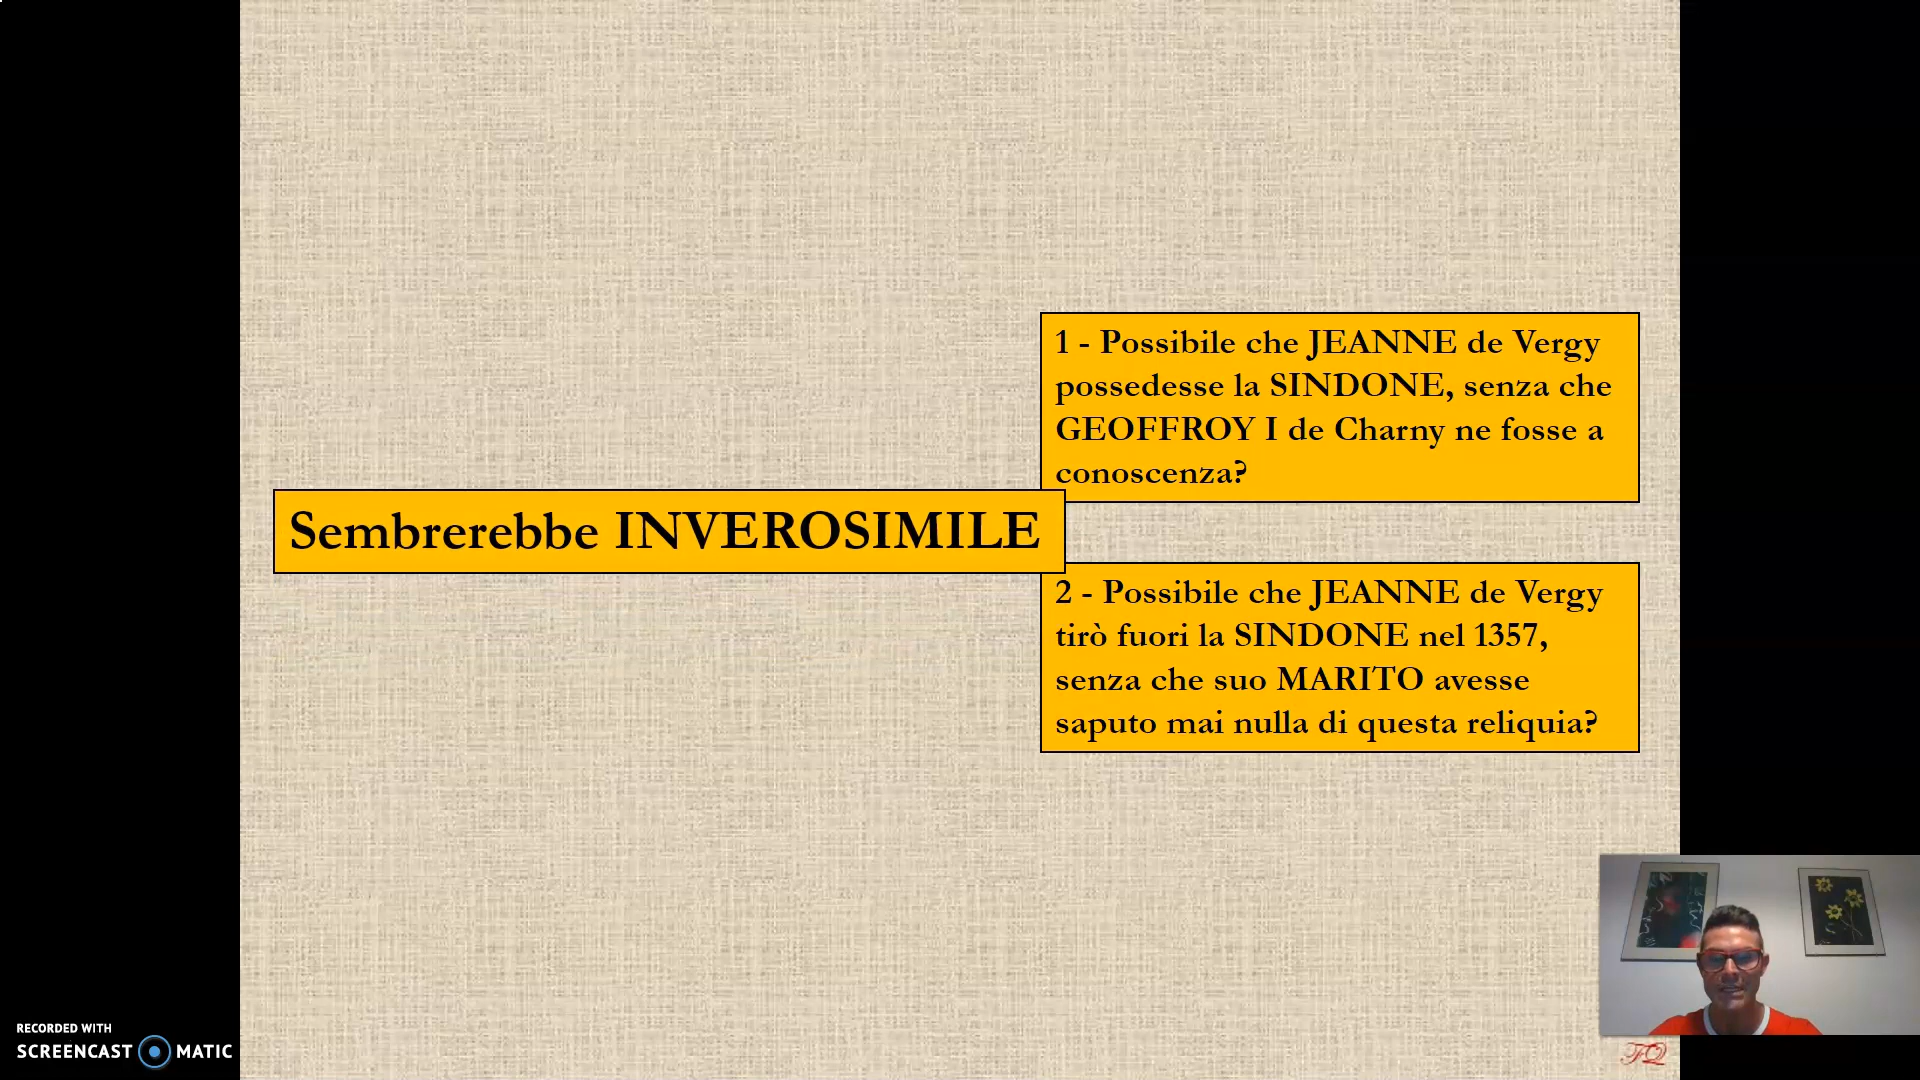 1 - Possibile che JEANNE de Vergy
possedesse la SINDONE, senza che
GEOFFROY I de Charny ne fosse a
conoscenza?
Sembrerebbe INVEROSIMILE
2 - Possibile che JEANNE de Vergy
tirò fuori la SINDONE nel 1357,
senza che suo MARITO avesse
saputo mai nulla di questa reliquia?
RECORDED WITH
SCREENCAST MATIC
FQ